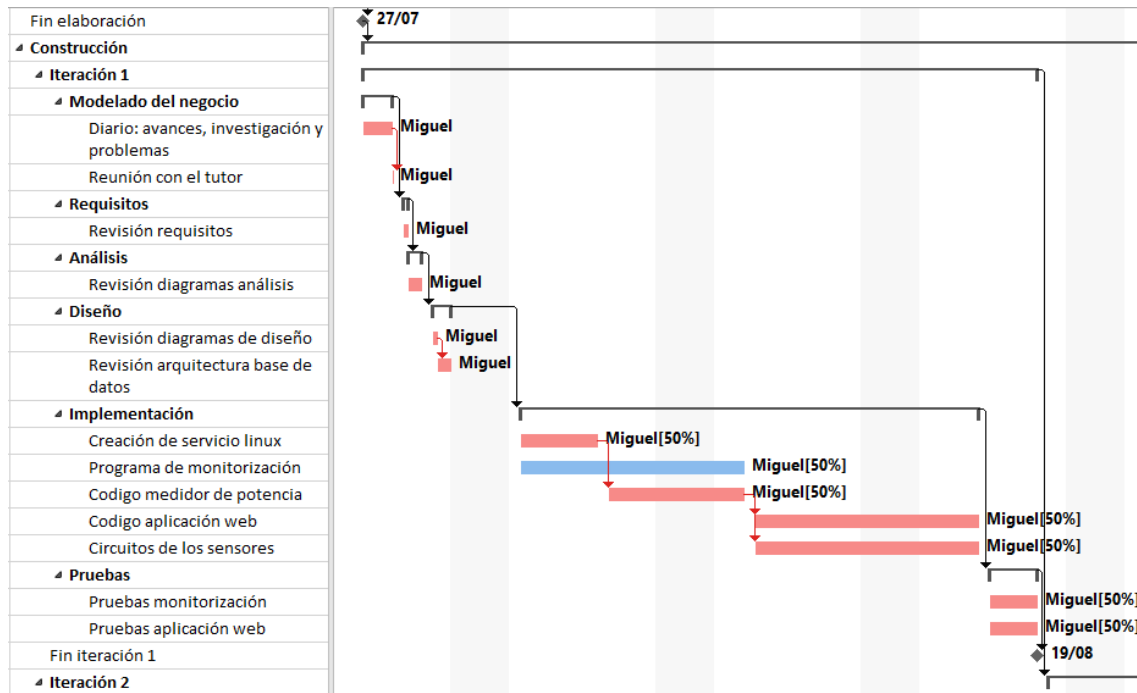 Fin elaboración 27/07
Construcción
Iteración 1
Modelado del negocio
Diario: avances, investigación y Miguel
problemas
Reunión con el tutor Miguel
Requisitos
Revisión requisitos Miguel
Análisis
Revisión diagramas análisis Miguel
Diseño
Revisión diagramas de diseño Miguel
Revisión arquitectura base de Miguel
datos
Implementación
Creación de servicio linux Miguel[50%]
Programa de monitorización Miguel[50%]
Codigo medidor de potencia Miguel[50%]
Codigo aplicación web Miguel[50%]
Circuitos de los sensores Miguel[50%]
Pruebas
Pruebas monitorización Miguel[50%]
Pruebas aplicación web Miguel[50%]
Fin iteración 1 19/08
Iteración 2